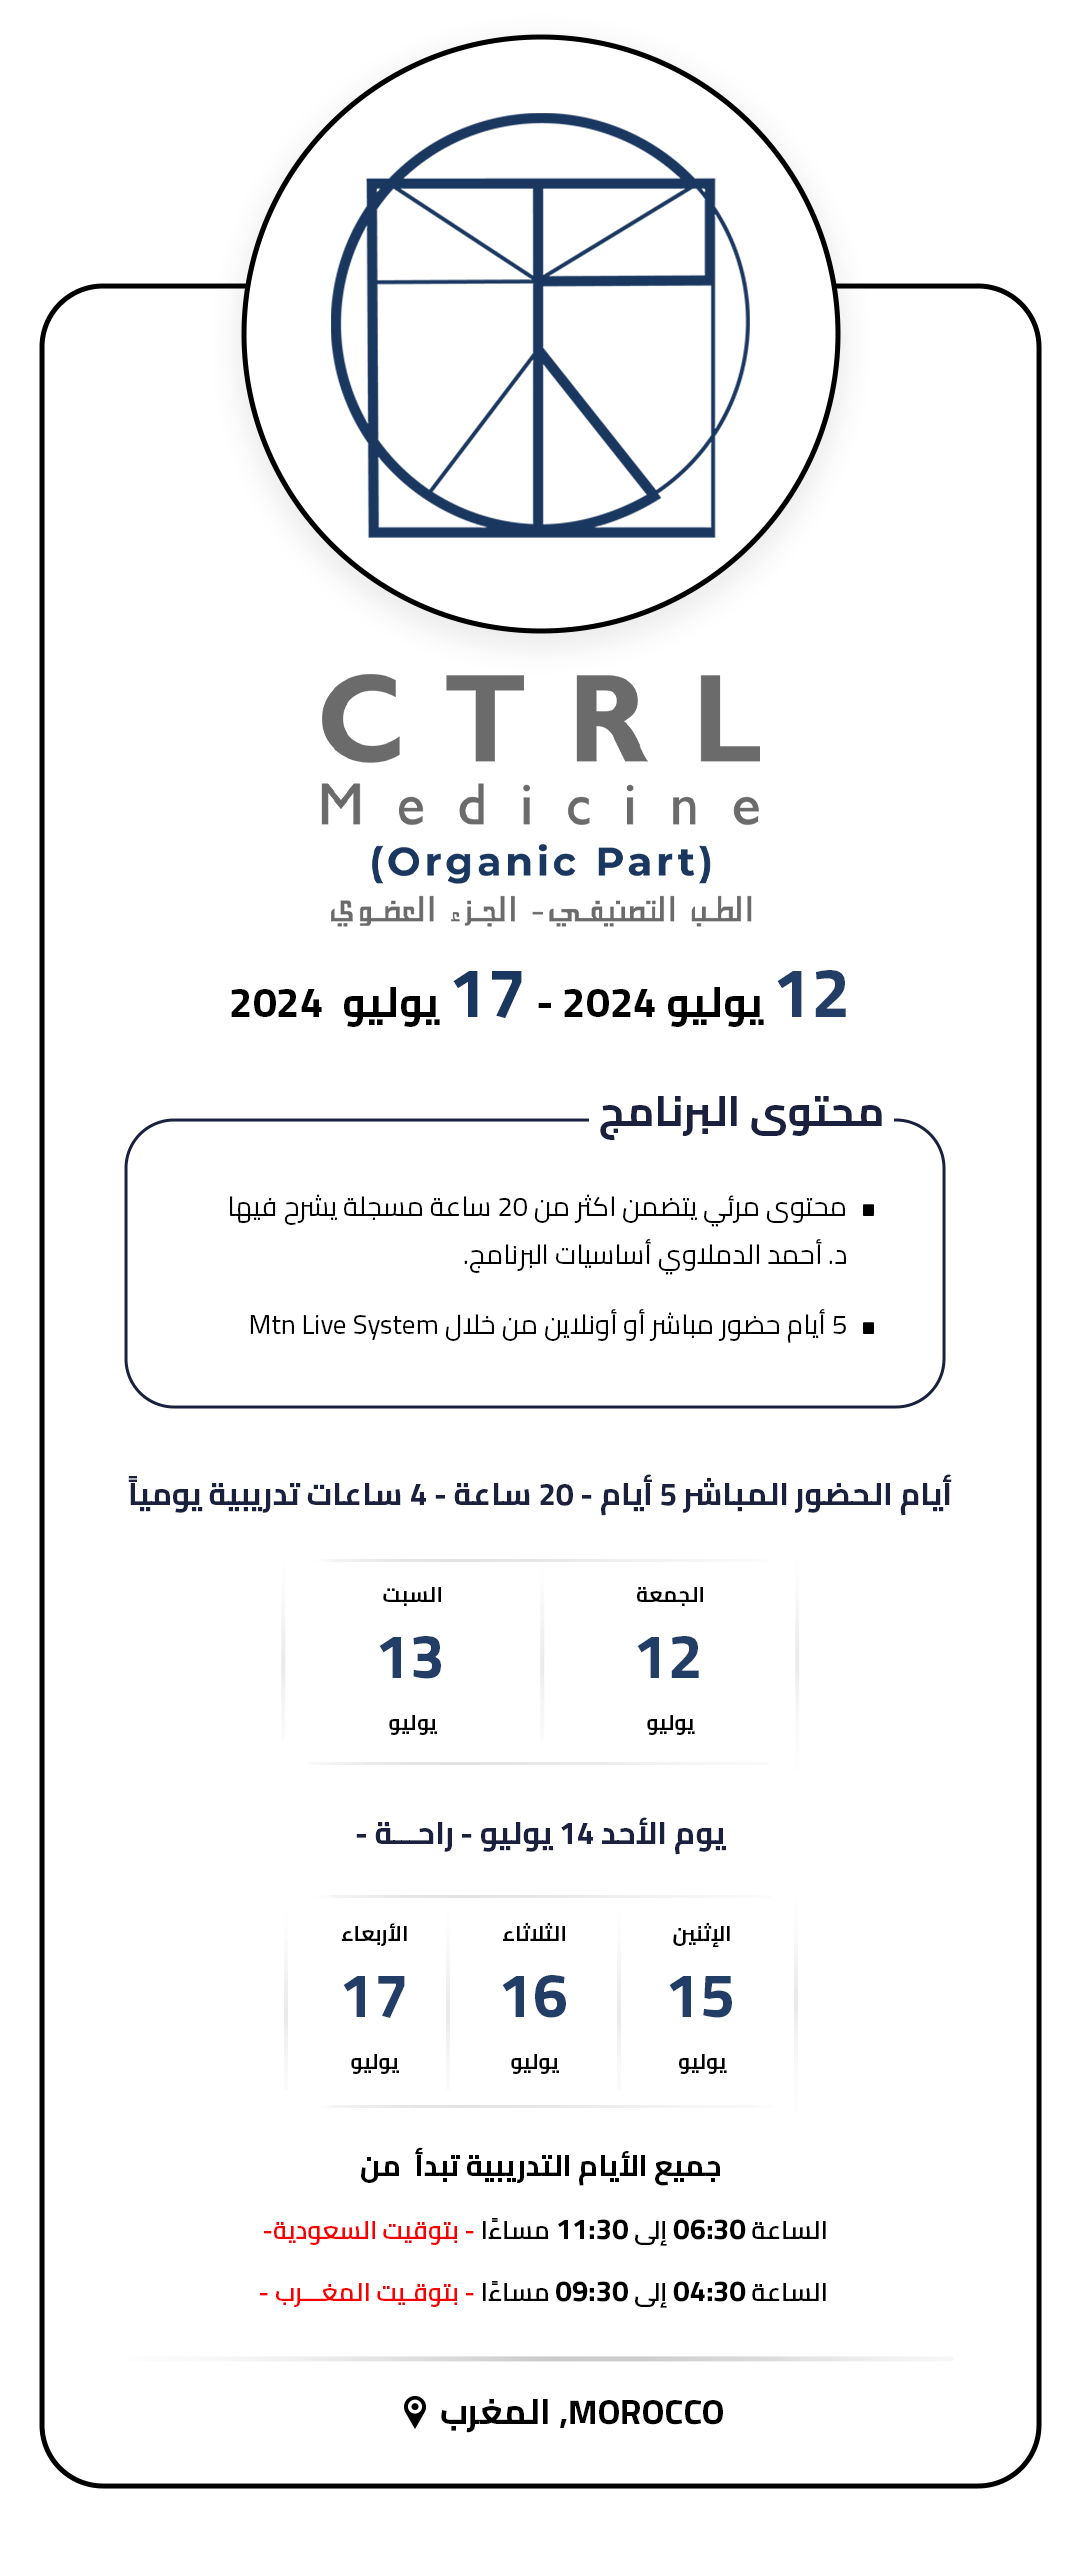 CTRL
Medicine
(Organic Part)
الطب التصنيفي - الجزء العضوي
12 يوليو 2024 - 17 يوليو 2024
محتوى البرنامج
محتوى مرئي يتضمن اكثر من 20 ساعة مسجلة يشرح فيها
د. أحمد الدملاوي أساسيات البرنامج.
5 أيام حضور مباشر أو أونلاين من خلال Mtn Live System
أيام الحضور المباشر 5 أيام - 20 ساعة - 4 ساعات تدريبية يومياً
الجمعة السبت
12 13
يوليو يوليو
يوم الأحد 14 يوليو - راحـــة -
الإثنين الثلاثاء الأربعاء
15 16 17
يوليو يوليو يوليو
جميع الأيام التدريبية تبدأ من
الساعة 06:30 إلى 11:30 مساءًا - بتوقيت السعودية-
الساعة 04:30 إلى 09:30 مساءًا - بتوقـيت المغـــرب -
MOROCCO, المغرب